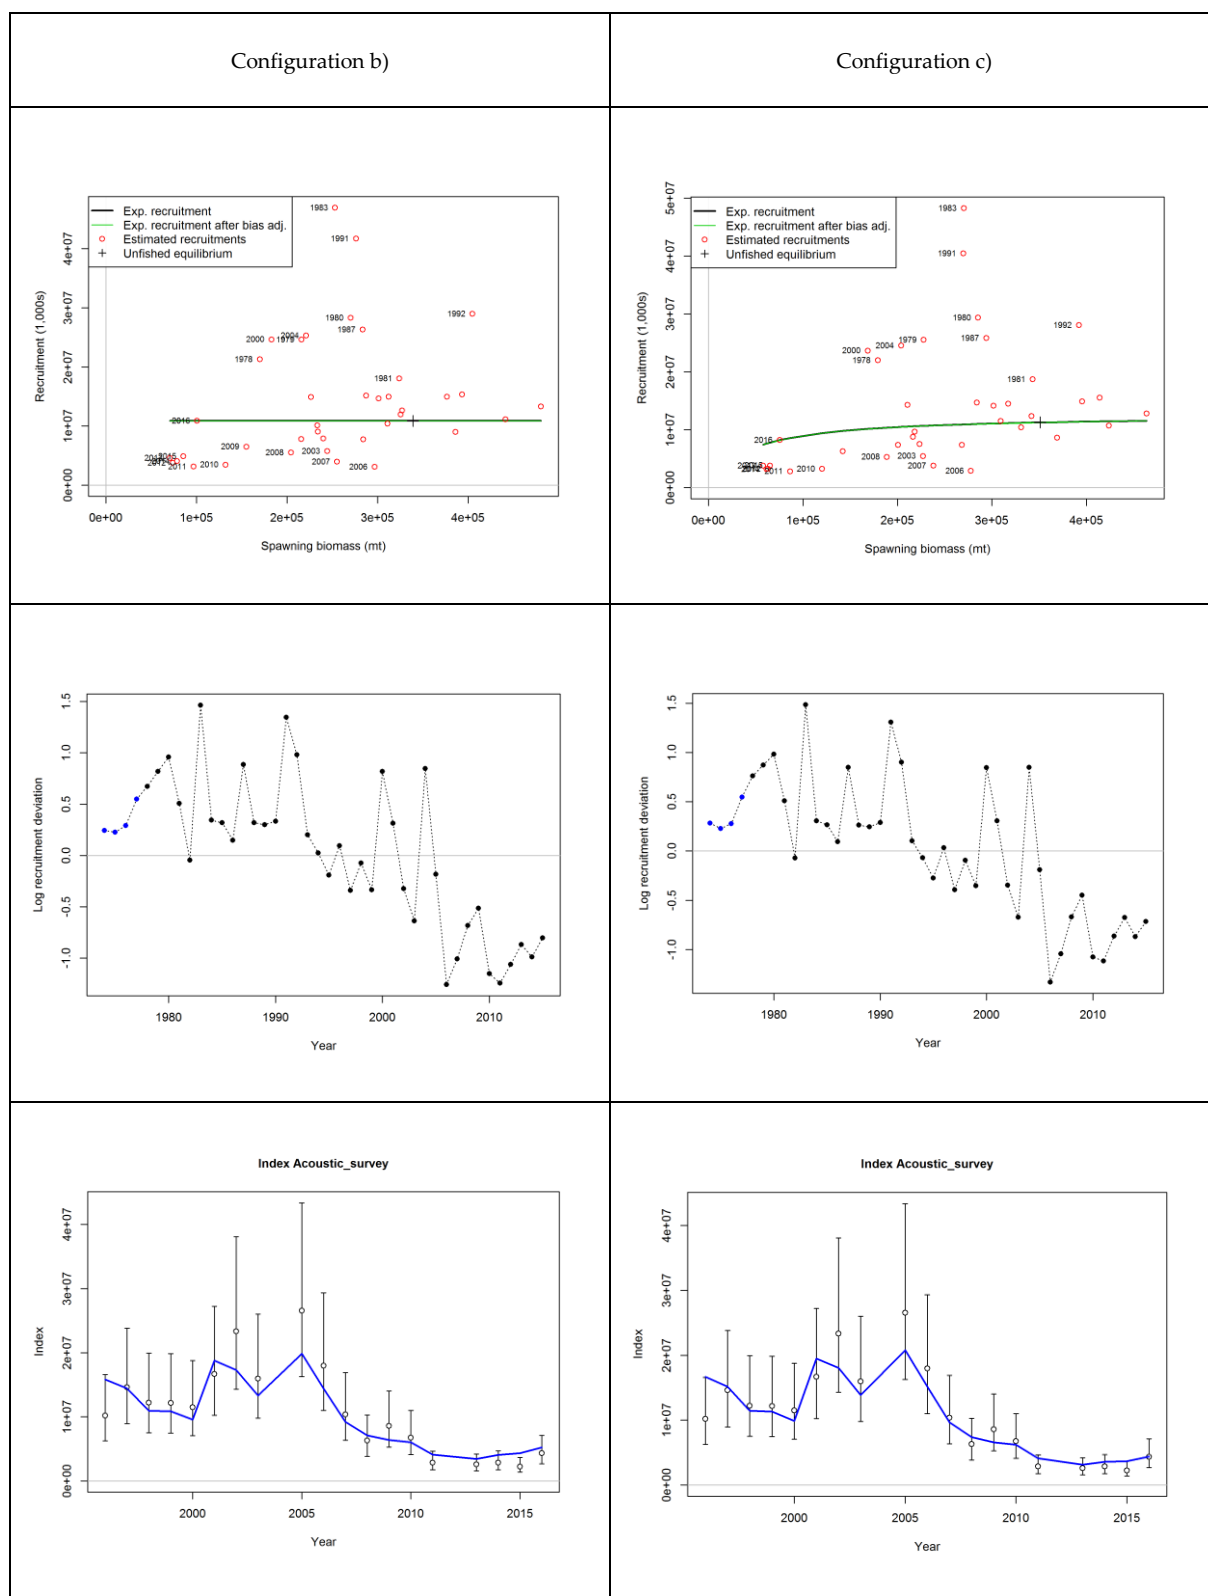 Configuration b)
Configuration c)
Exp. recruitment
Exp. recruitment after bias adj.
Estimated recruitments
Unfished equilibrium
Recruitment (1,000s)
0e+00 1e+07 2e+07 3e+07 4e+07
1983
1991
1992
1980
1987
2004
2000 1979
1978
1981
2016
2009
2008 2003
2015
2010
2007
2011
2006
0e+00 1e+05 2e+05 3e+05 4e+05
Spawning biomass (mt)
Exp. recruitment
Exp. recruitment after bias adj.
Estimated recruitments
Unfished equilibrium
Recruitment (1,000s)
0e+00 1e+07 2e+07 3e+07 4e+07 5e+07
1983
1991
1980
1992
1987
1979
2004
2000
1978
1981
2016
2008 2003
2007
2010
2011
2006
0e+00 1e+05 2e+05 3e+05 4e+05
Spawning biomass (mt)
Log recruitment deviation
-1.0 -0.5 0.0 0.5 1.0 1.5
1980 1990 2000 2010
Year
Log recruitment deviation
-1.0 -0.5 0.0 0.5 1.0 1.5
1980 1990 2000 2010
Year
Index Acoustic_survey
Index
0e+00 1e+07 2e+07 3e+07 4e+07
2000 2005 2010 2015
Year
Index Acoustic_survey
Index
0e+00 1e+07 2e+07 3e+07 4e+07
2000 2005 2010 2015
Year